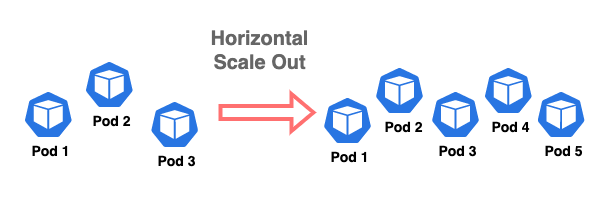 Horizontal
Scale Out
Pod 1
Pod 2
Pod 3
Pod 1
Pod 2
Pod 3
Pod 4
Pod 5